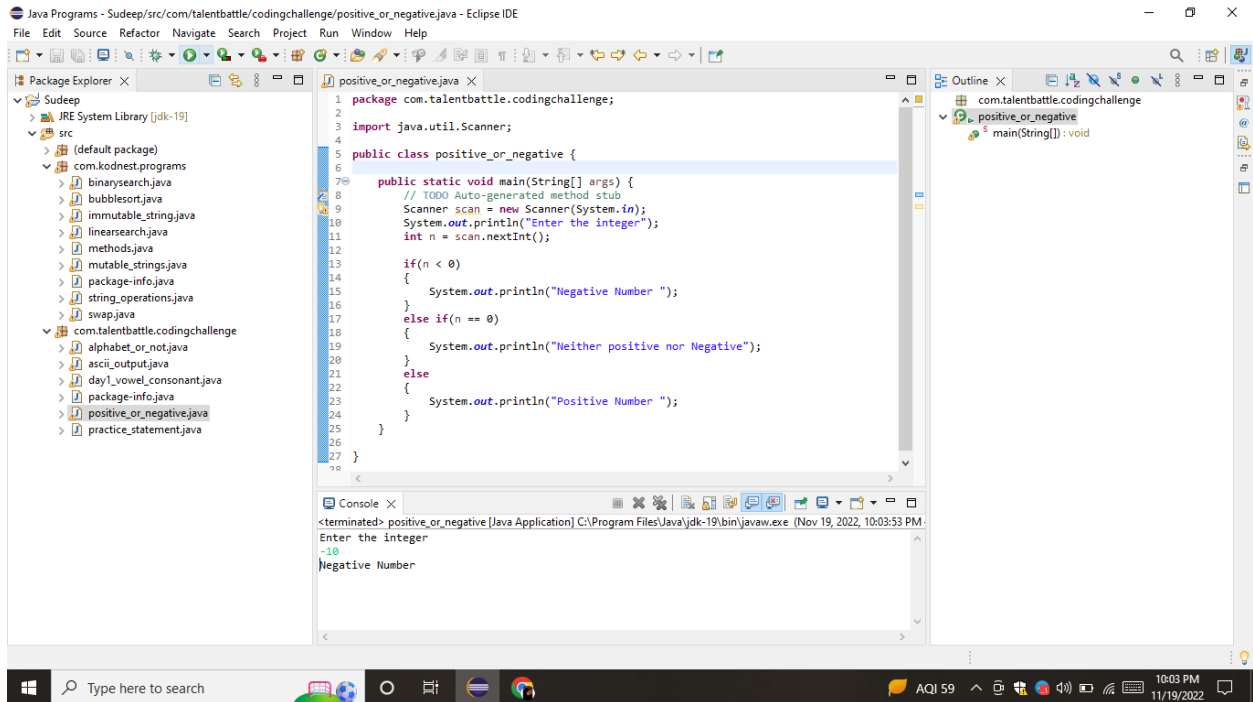 Java Programs - Sudeep/src/com/talentbattle/codingchallenge/positive_or_negative.java - Eclipse IDE
File Edit Source Refactor Navigate Search Project Run Window Help
Package Explorer
Sudeep
JRE System Library [jdk-19]
src
(default package)
com.kodnest.programs
binarysearch.java
bubblesort.java
immutable_string.java
linearsearch.java
methods.java
mutable_strings.java
package-info.java
string_operations.java
swap.java
com.talentbattle.codingchallenge
alphabet_or_not.java
ascii_output.java
day1_vowel_consonant.java
package-info.java
positive_or_negative.java
practice_statement.java
positive_or_negative.java
1 package com.talentbattle.codingchallenge;
2
3 import java.util.Scanner;
4
5 public class positive_or_negative {
6
7 public static void main(String[] args) {
8 // TODO Auto-generated method stub
9 Scanner scan = new Scanner(System.in);
10 System.out.println("Enter the integer");
11 int n = scan.nextInt();
12
13 if(n < 0)
14 {
15 System.out.println("Negative Number ");
16 }
17 else if(n == 0)
18 {
19 System.out.println("Neither positive nor Negative");
20 }
21 else
22 {
23 System.out.println("Positive Number ");
24 }
25 }
26
27 }
28
Console
<terminated> positive_or_negative [Java Application] C:\Program Files\Java\jdk-19\bin\javaw.exe (Nov 19, 2022, 10:03:53 PM -
Enter the integer
-10
Negative Number
Outline
com.talentbattle.codingchallenge
positive_or_negative
main(String[]) : void
Type here to search
AQI 59
10:03 PM
11/19/2022